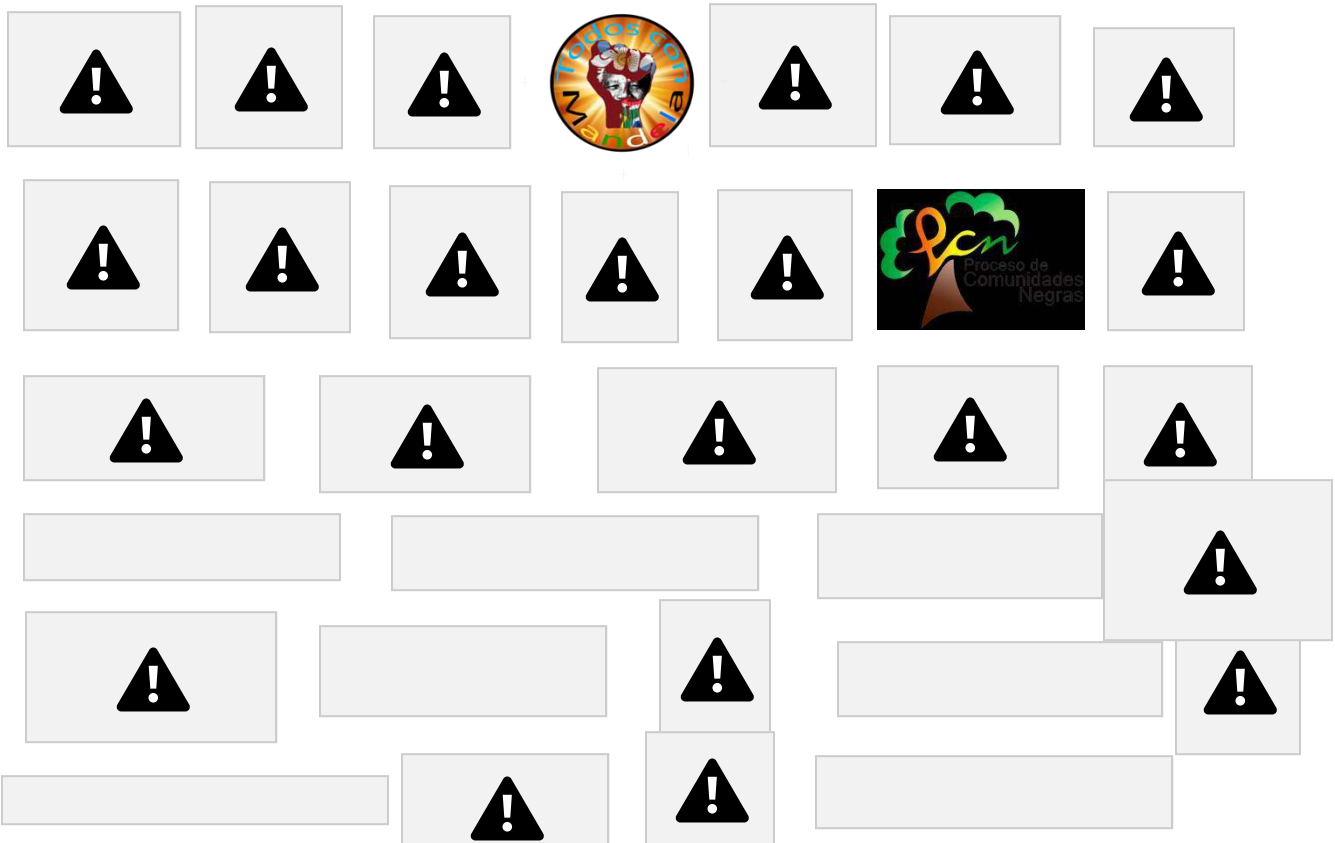 Todos con
Mandela
Pcn
Proceso de
Comunidades
Negras